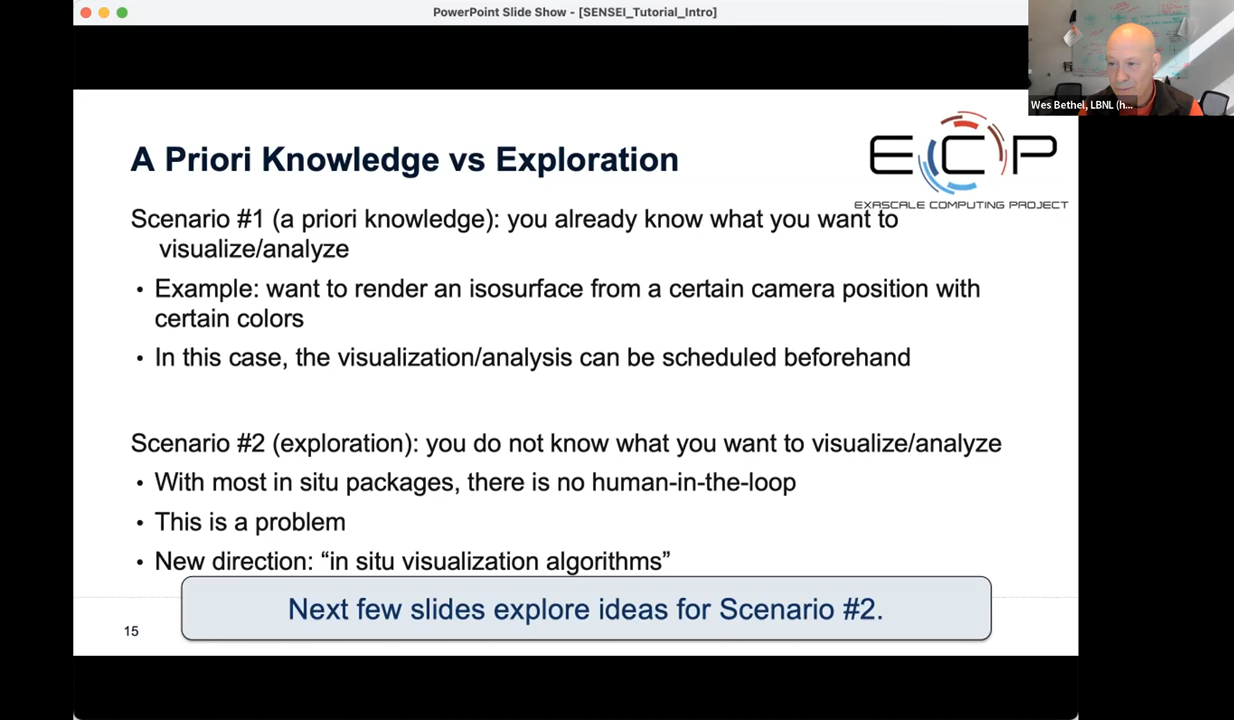 PowerPoint Slide Show - [SENSEI_Tutorial_Intro]
Wes Bethel, LBNL (h...
A Priori Knowledge vs Exploration
ECP
EXASCALE COMPUTING PROJECT
Scenario #1 (a priori knowledge): you already know what you want to
visualize/analyze
• Example: want to render an isosurface from a certain camera position with
certain colors
• In this case, the visualization/analysis can be scheduled beforehand
Scenario #2 (exploration): you do not know what you want to visualize/analyze
• With most in situ packages, there is no human-in-the-loop
• This is a problem
• New direction: “in situ visualization algorithms”
Next few slides explore ideas for Scenario #2.
15